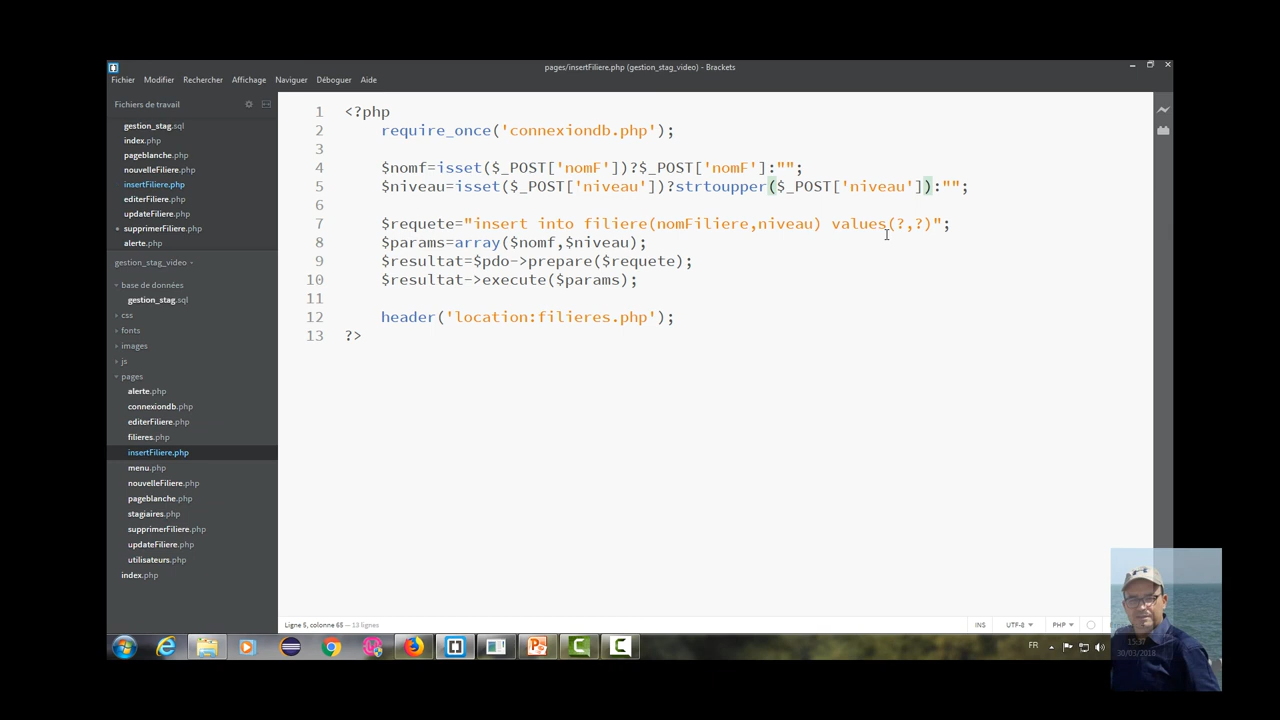 pages/insertFiliere.php (gestion_stag_video) - Brackets
Fichier Modifier Rechercher Affichage Naviguer Déboguer Aide
Fichiers de travail
gestion_stag.sql
index.php
pageblanche.php
nouvelleFiliere.php
insertFiliere.php
editerFiliere.php
updateFiliere.php
supprimerFiliere.php
alerte.php
gestion_stag_video
base de données
gestion_stag.sql
css
fonts
images
js
pages
alerte.php
connexiondb.php
editerFiliere.php
filieres.php
insertFiliere.php
menu.php
nouvelleFiliere.php
pageblanche.php
stagiaires.php
supprimerFiliere.php
updateFiliere.php
utilisateurs.php
index.php
1 <?php
2 require_once('connexiondb.php');
3
4 $nomf=isset($_POST['nomF'])?$_POST['nomF']:"";
5 $niveau=isset($_POST['niveau'])?strtoupper($_POST['niveau']):"";
6
7 $requete="insert into filiere(nomFiliere,niveau) values(?,?)";
8 $params=array($nomf,$niveau);
9 $resultat=$pdo->prepare($requete);
10 $resultat->execute($params);
11
12 header('location:filieres.php');
13 ?>
Ligne 5, colonne 65 — 13 lignes
INS UTF-8 PHP
FR
15:37
30/03/2018